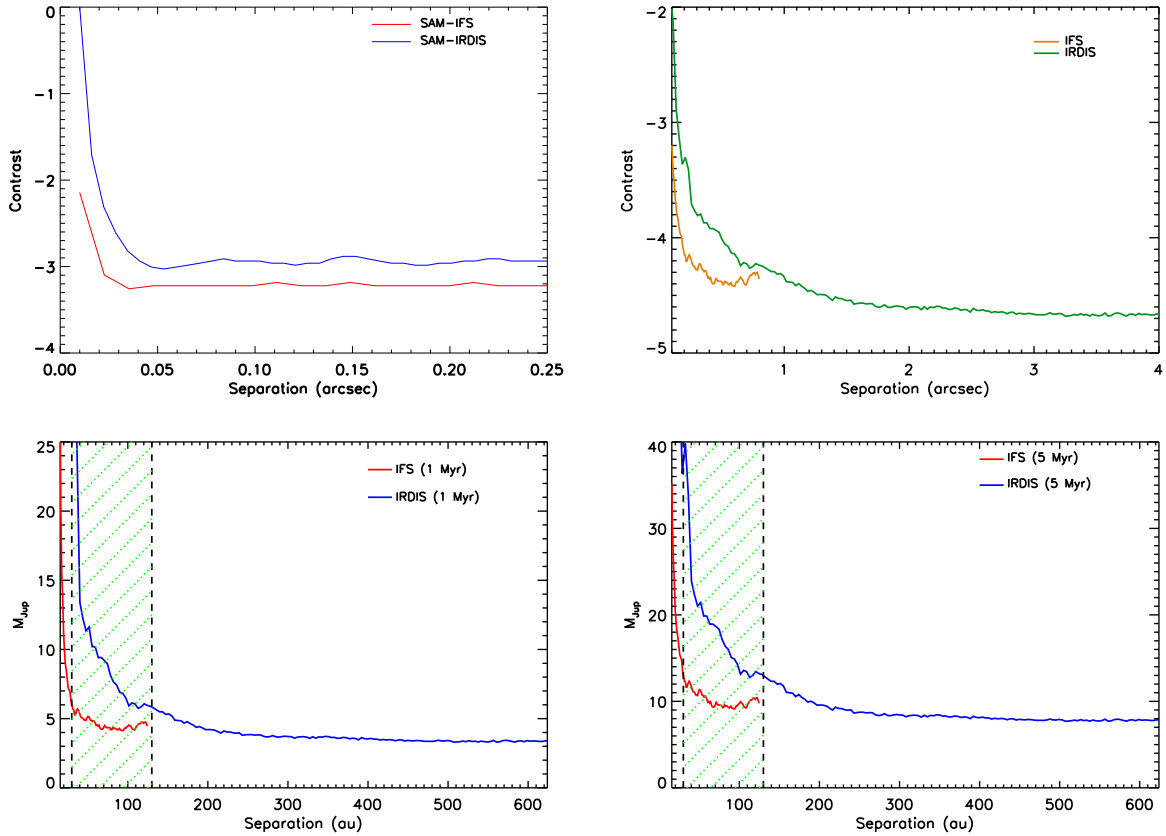 0
-1
-2
-3
-4
Contrast
SAM-IFS
SAM-IRDIS
0.00 0.05 0.10 0.15 0.20 0.25
Separation (arcsec)
-2
-3
-4
-5
Contrast
IFS
IRDIS
1 2 3 4
Separation (arcsec)
25
20
15
10
5
0
MJup
IFS (1 Myr)
IRDIS (1 Myr)
100 200 300 400 500 600
Separation (au)
40
30
20
10
0
MJup
IFS (5 Myr)
IRDIS (5 Myr)
100 200 300 400 500 600
Separation (au)